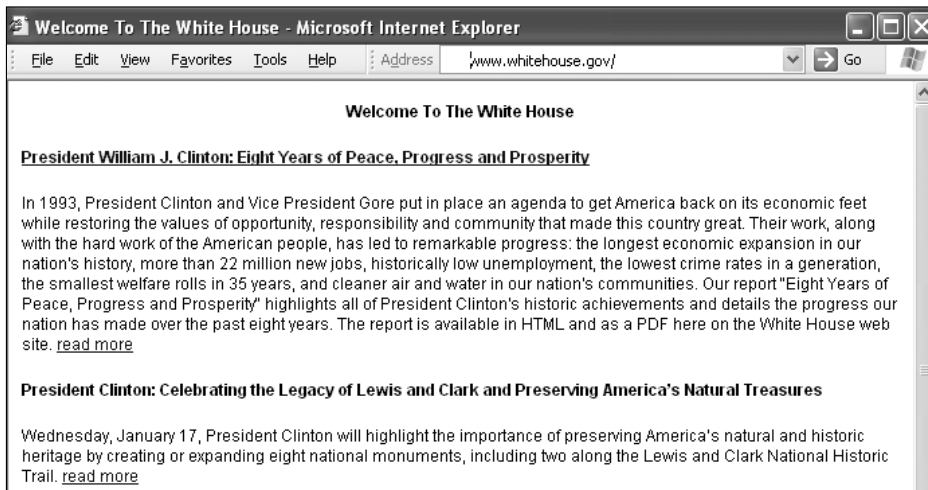 Welcome To The White House - Microsoft Internet Explorer
File Edit View Favorites Tools Help Address www.whitehouse.gov/ Go
Welcome To The White House
President William J. Clinton: Eight Years of Peace, Progress and Prosperity
In 1993, President Clinton and Vice President Gore put in place an agenda to get America back on its economic feet
while restoring the values of opportunity, responsibility and community that made this country great. Their work, along
with the hard work of the American people, has led to remarkable progress: the longest economic expansion in our
nation's history, more than 22 million new jobs, historically low unemployment, the lowest crime rates in a generation,
the smallest welfare rolls in 35 years, and cleaner air and water in our nation's communities. Our report "Eight Years of
Peace, Progress and Prosperity" highlights all of President Clinton's historic achievements and details the progress our
nation has made over the past eight years. The report is available in HTML and as a PDF here on the White House web
site. read more
President Clinton: Celebrating the Legacy of Lewis and Clark and Preserving America's Natural Treasures
Wednesday, January 17, President Clinton will highlight the importance of preserving America's natural and historic
heritage by creating or expanding eight national monuments, including two along the Lewis and Clark National Historic
Trail. read more